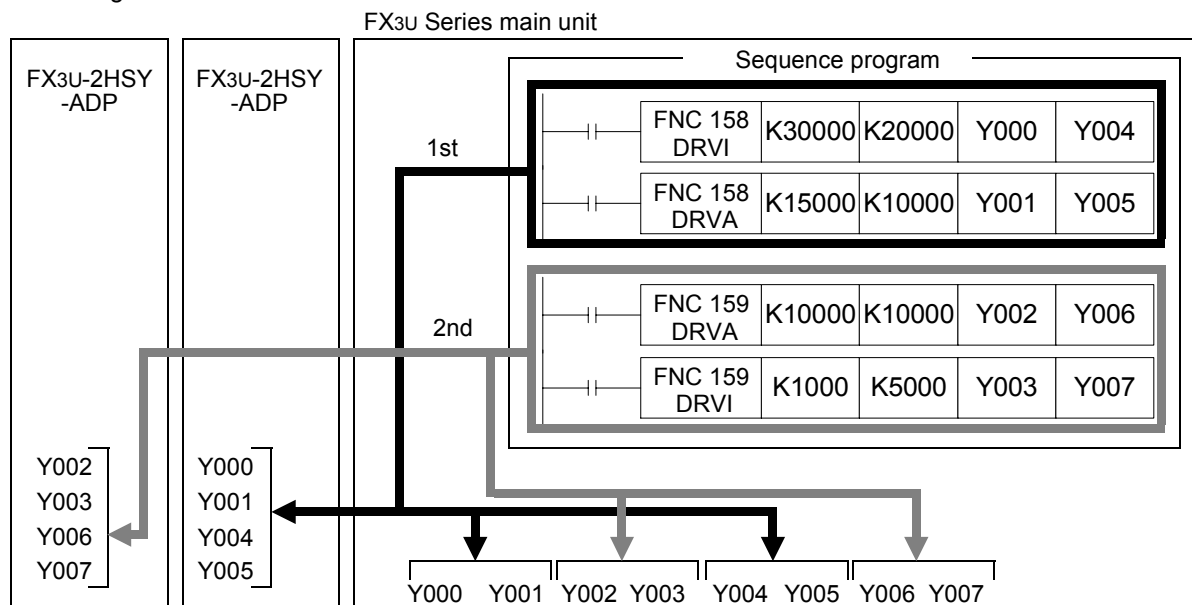 FX3U Series main unit
FX3U-2HSY
-ADP
FX3U-2HSY
-ADP
Sequence program
1st
FNC 158
DRVI
K30000
K20000
Y000
Y004
FNC 158
DRVA
K15000
K10000
Y001
Y005
2nd
FNC 159
DRVA
K10000
K10000
Y002
Y006
FNC 159
DRVI
K1000
K5000
Y003
Y007
Y002
Y003
Y006
Y007
Y000
Y001
Y004
Y005
Y000 Y001 Y002 Y003 Y004 Y005 Y006 Y007